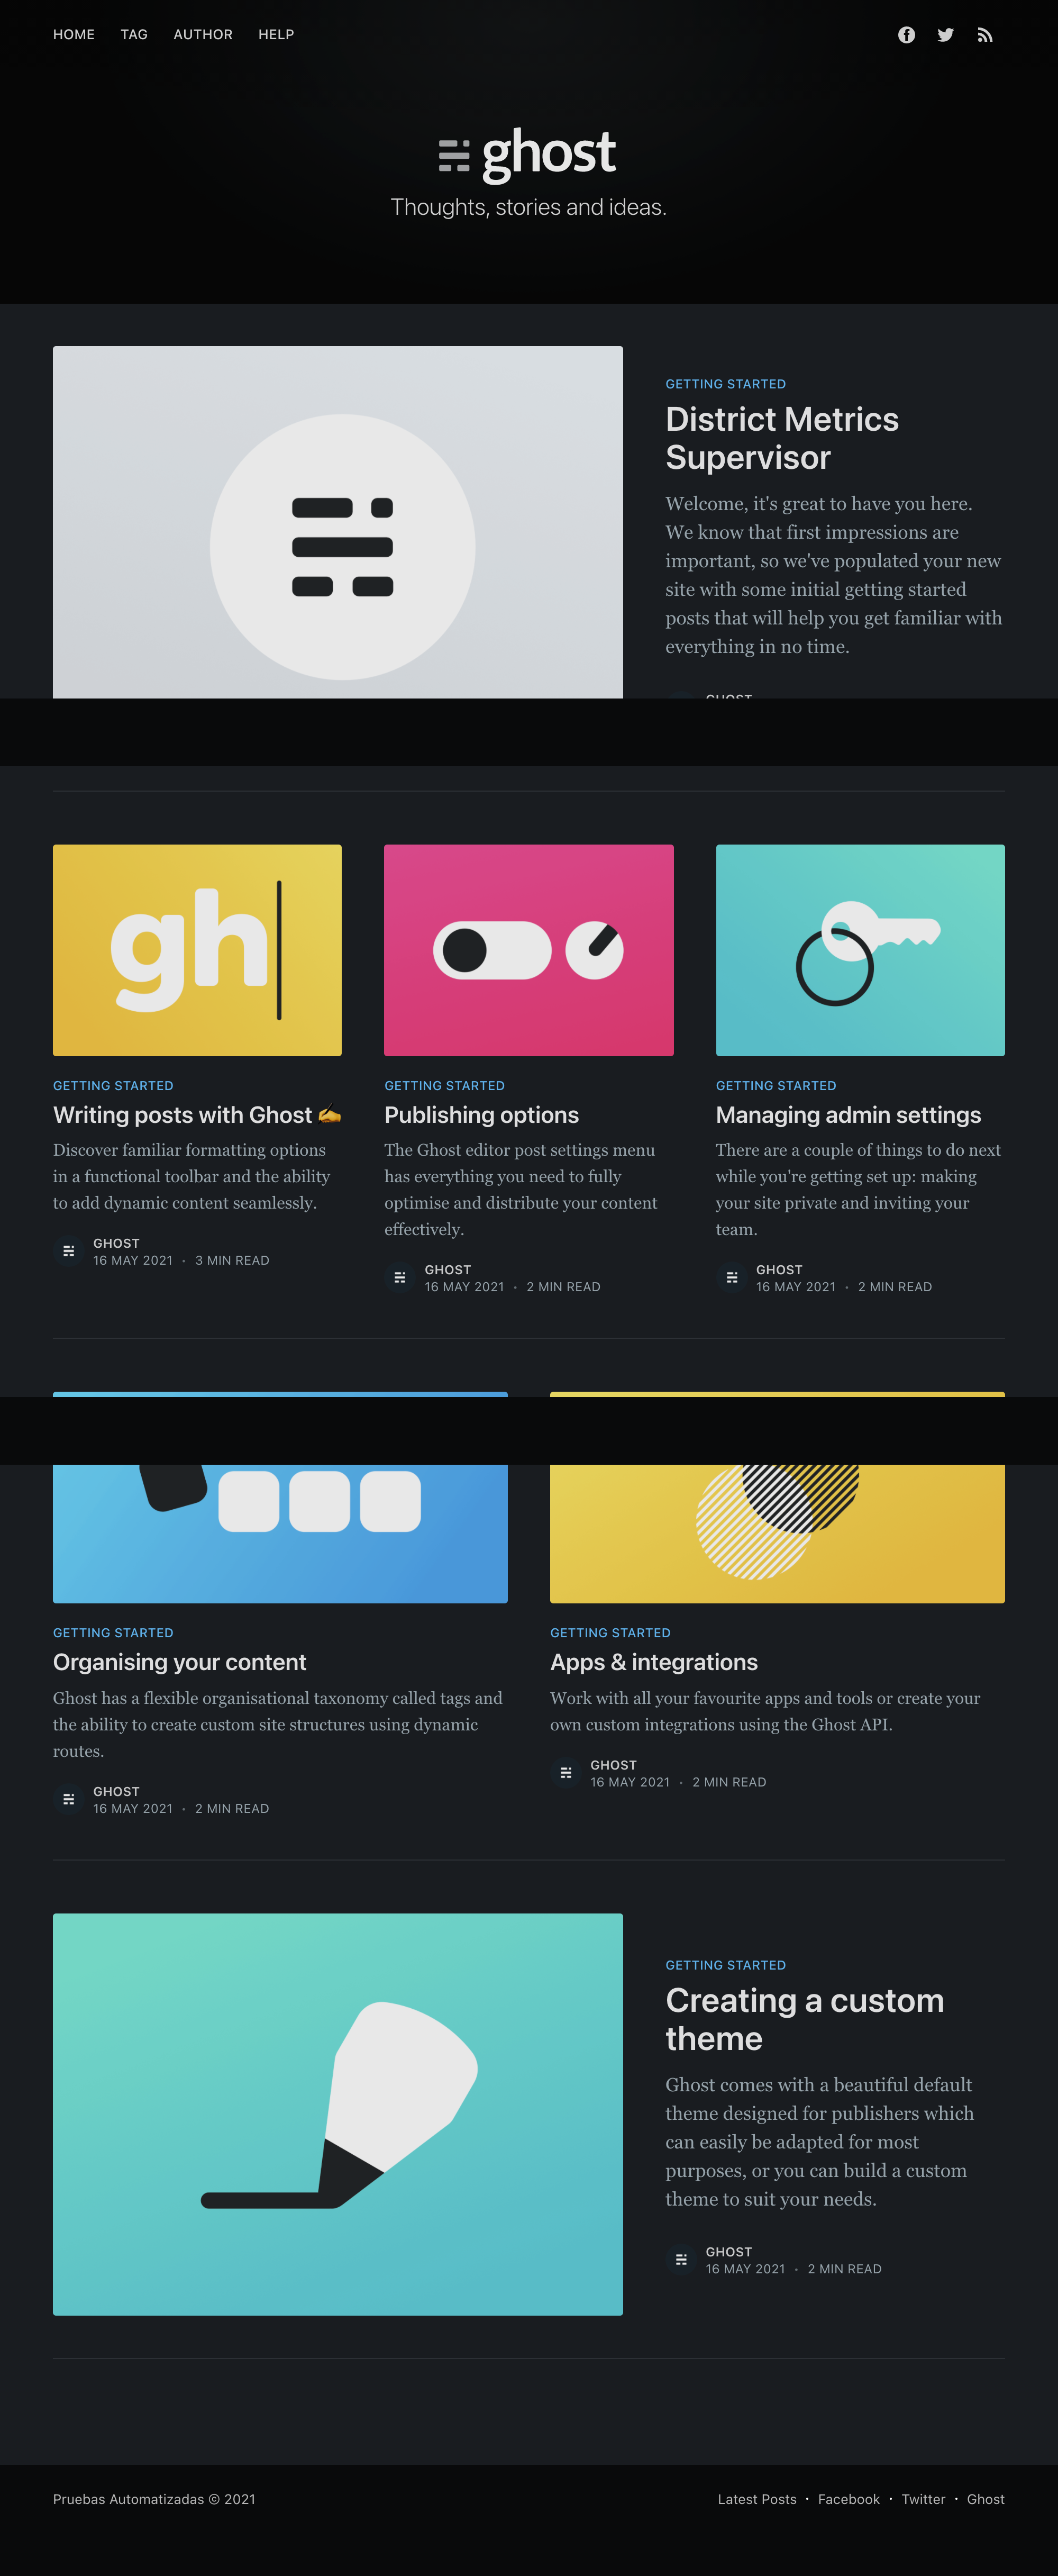 HOME TAG AUTHOR HELP
ghost
Thoughts, stories and ideas.
GETTING STARTED
District Metrics
Supervisor
Welcome, it's great to have you here.
We know that first impressions are
important, so we've populated your new
site with some initial getting started
posts that will help you get familiar with
everything in no time.
GHOST
gh
GETTING STARTED
Writing posts with Ghost ✍️
Discover familiar formatting options
in a functional toolbar and the ability
to add dynamic content seamlessly.
GHOST
16 MAY 2021 • 3 MIN READ
GETTING STARTED
Publishing options
The Ghost editor post settings menu
has everything you need to fully
optimise and distribute your content
effectively.
GHOST
16 MAY 2021 • 2 MIN READ
GETTING STARTED
Managing admin settings
There are a couple of things to do next
while you're getting set up: making
your site private and inviting your
team.
GHOST
16 MAY 2021 • 2 MIN READ
GETTING STARTED
Organising your content
Ghost has a flexible organisational taxonomy called tags and
the ability to create custom site structures using dynamic
routes.
GHOST
16 MAY 2021 • 2 MIN READ
GETTING STARTED
Apps & integrations
Work with all your favourite apps and tools or create your
own custom integrations using the Ghost API.
GHOST
16 MAY 2021 • 2 MIN READ
GETTING STARTED
Creating a custom
theme
Ghost comes with a beautiful default
theme designed for publishers which
can easily be adapted for most
purposes, or you can build a custom
theme to suit your needs.
GHOST
16 MAY 2021 • 2 MIN READ
Pruebas Automatizadas © 2021
Latest Posts • Facebook • Twitter • Ghost